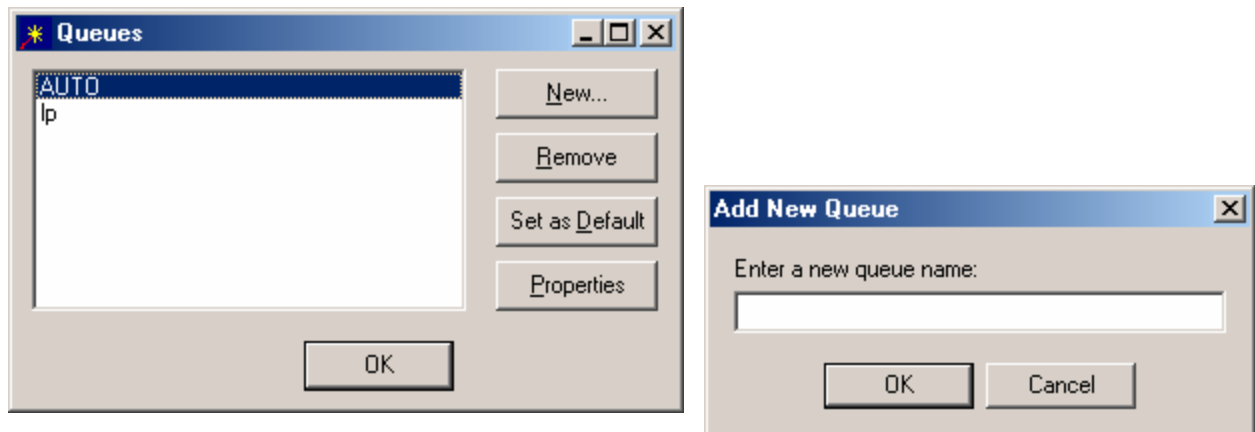 Queues
AUTO
lp
New...
Remove
Set as Default
Properties
OK
Add New Queue
Enter a new queue name:
OK
Cancel